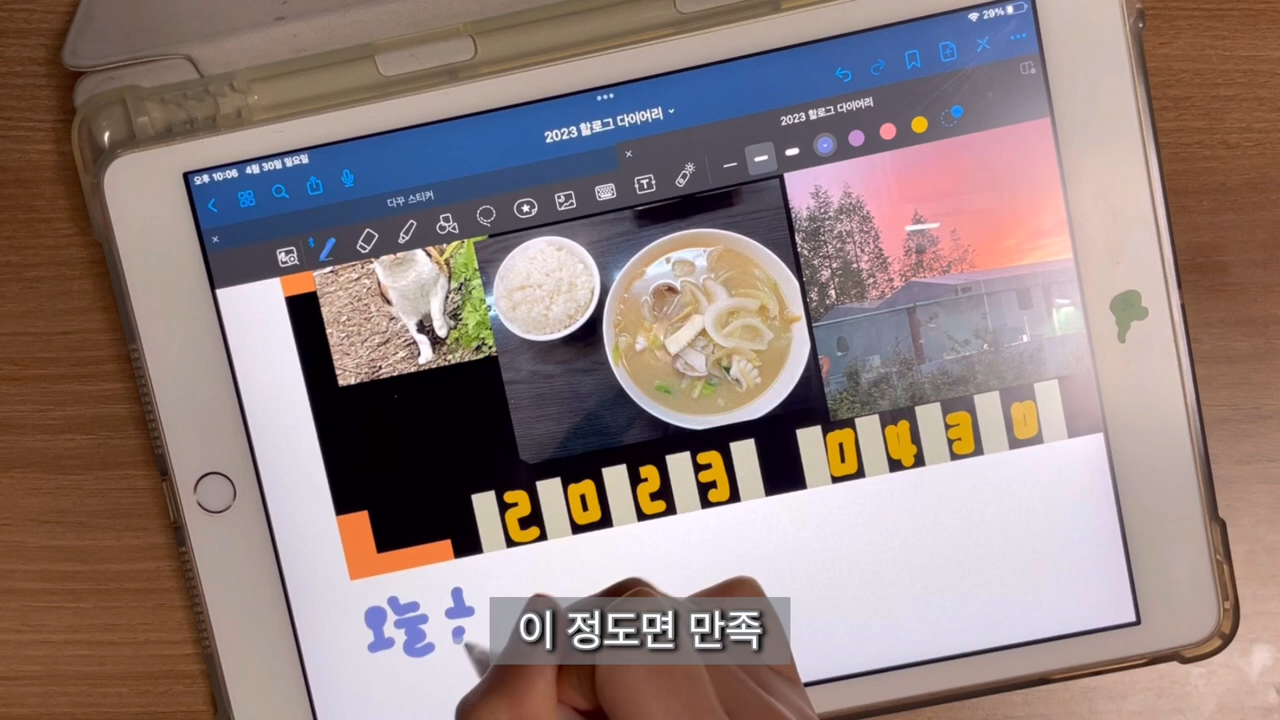 오후 10:06 4월 30일 일요일
29%
2023 할로그 다이어리
다꾸 스티커
2023 할로그 다이어리
T
2023 0430
오늘
이 정도면 만족